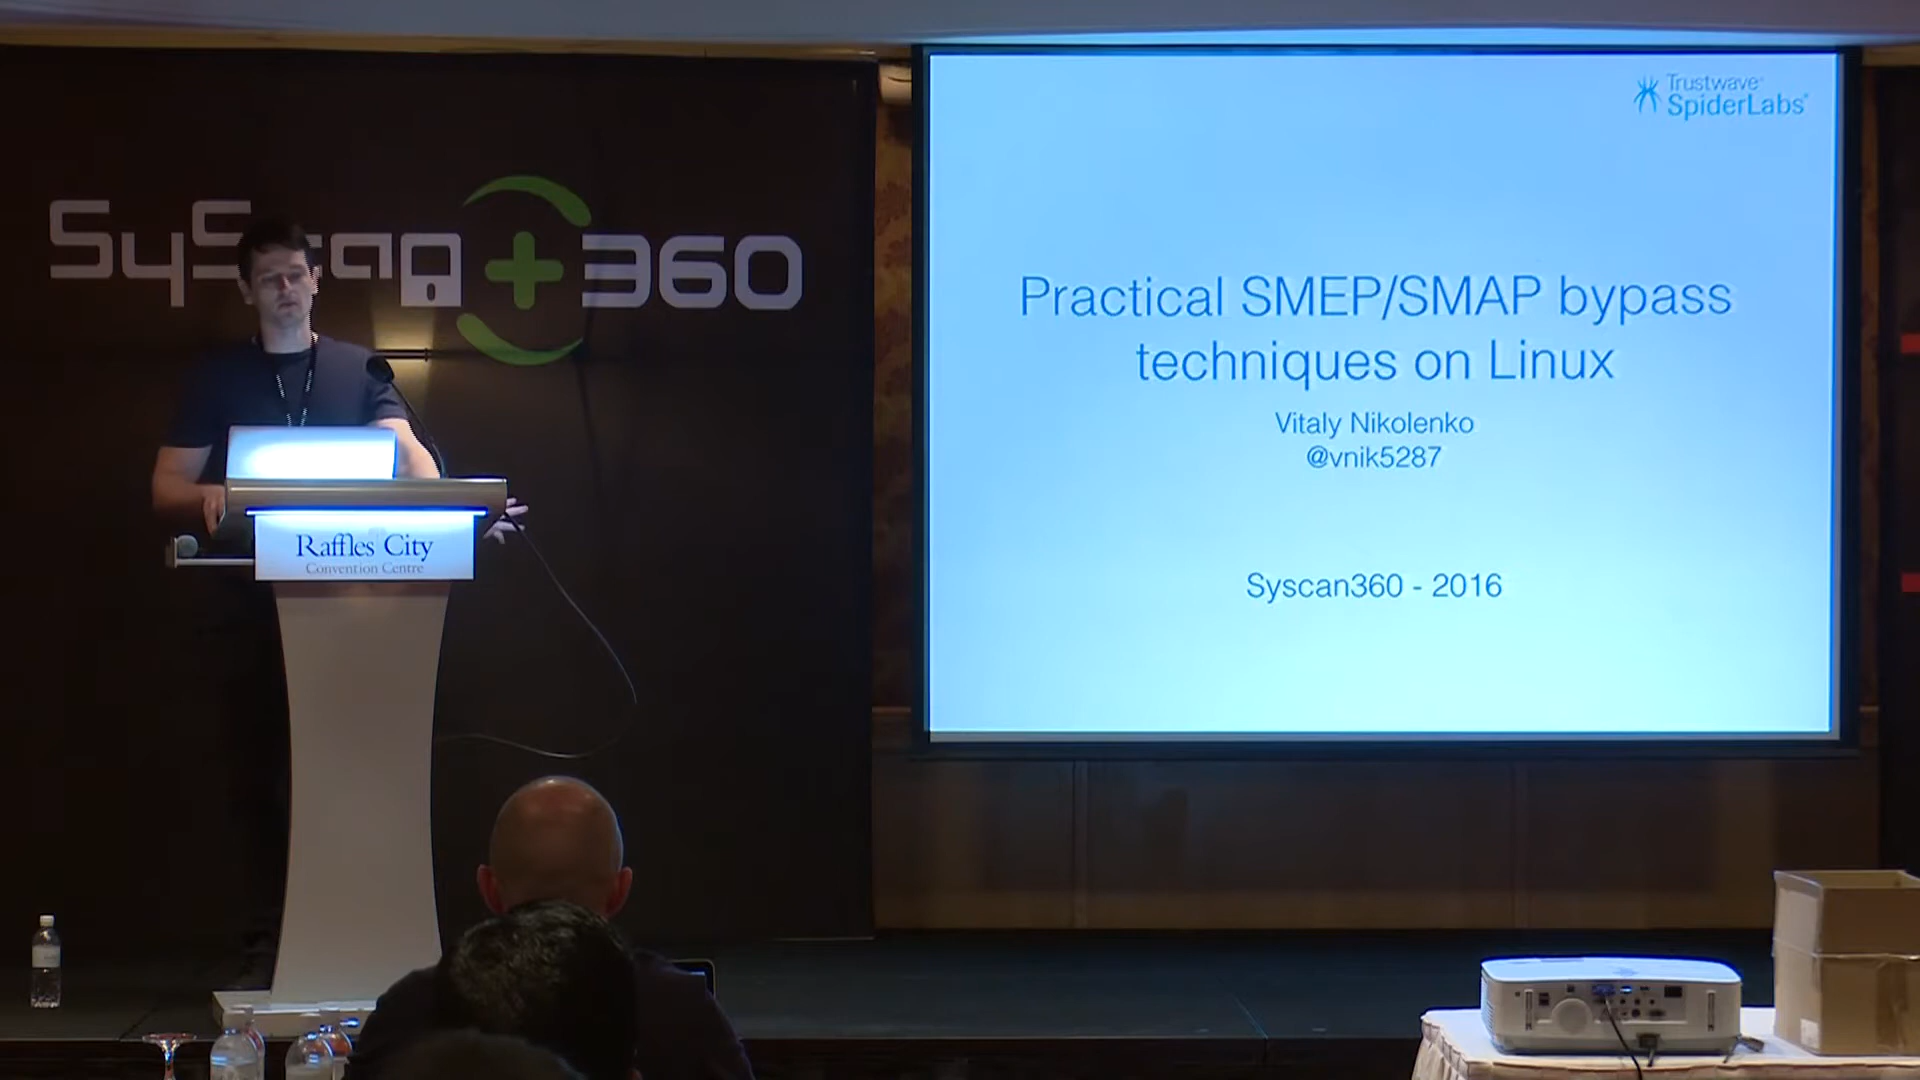 SyScan+360
Trustwave®
SpiderLabs®
Practical SMEP/SMAP bypass
techniques on Linux
Vitaly Nikolenko
@vnik5287
Syscan360 - 2016
Raffles City
Convention Centre